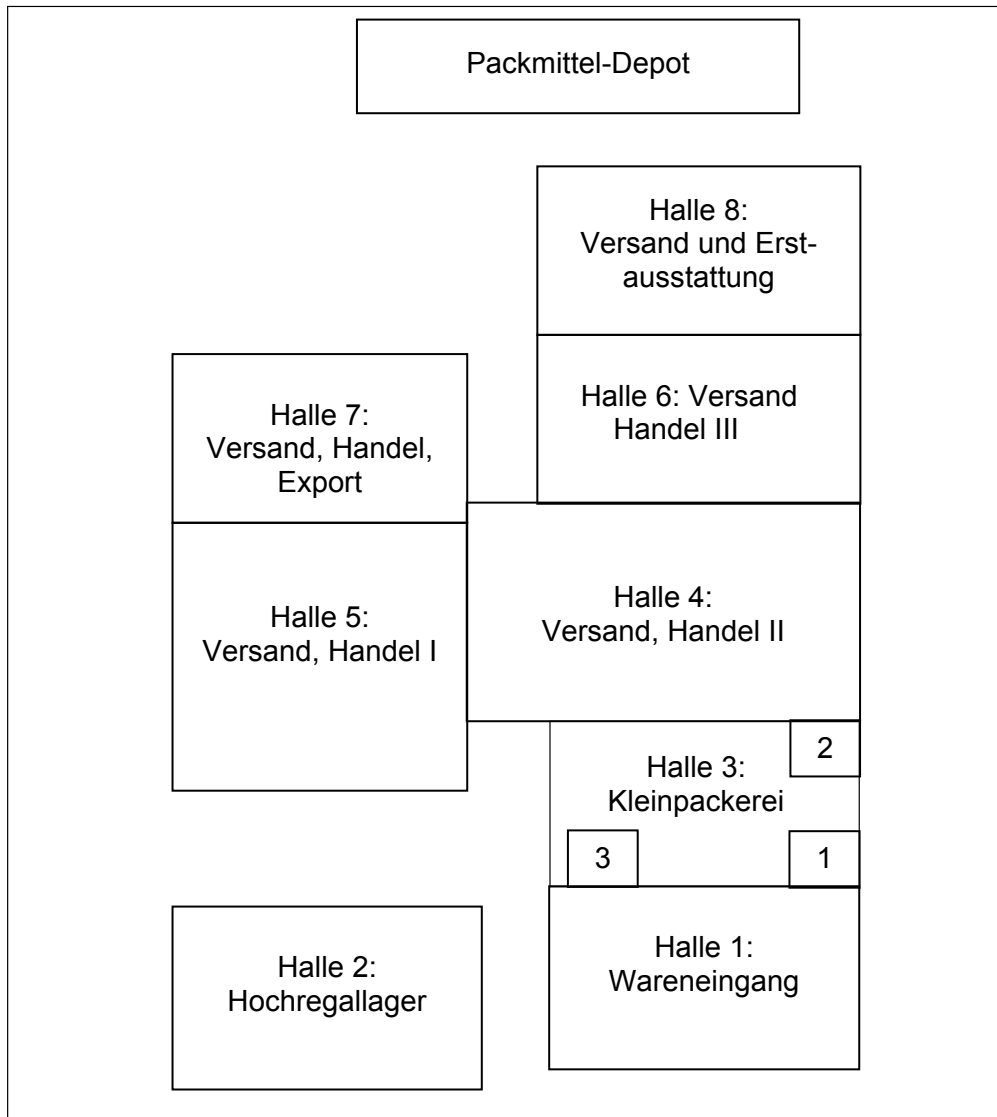 Packmittel-Depot
Halle 8:
Versand und Erst-
ausstattung
Halle 6: Versand
Handel III
Halle 7:
Versand, Handel,
Export
Halle 5:
Versand, Handel I
Halle 4:
Versand, Handel II
2
Halle 3:
Kleinpackerei
3
1
Halle 2:
Hochregallager
Halle 1:
Wareneingang